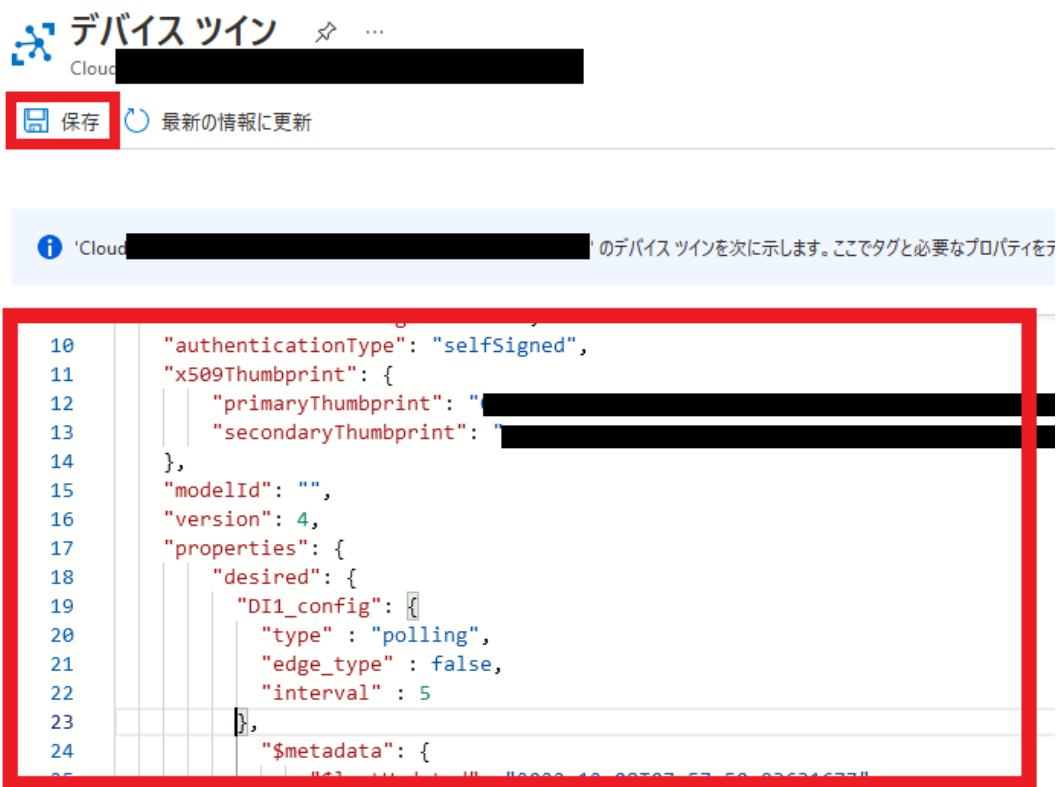 デバイス ツイン ...
Cloud
保存 最新の情報に更新
'Cloud ' のデバイス ツインを次に示します。ここでタグと必要なプロパティを
10 "authenticationType": "selfSigned",
11 "x509Thumbprint": {
12 "primaryThumbprint": "
13 "secondaryThumbprint": "
14 },
15 "modelId": "",
16 "version": 4,
17 "properties": {
18 "desired": {
19 "DI1_config": {
20 "type" : "polling",
21 "edge_type" : false,
22 "interval" : 5
23 },
24 "$metadata": {